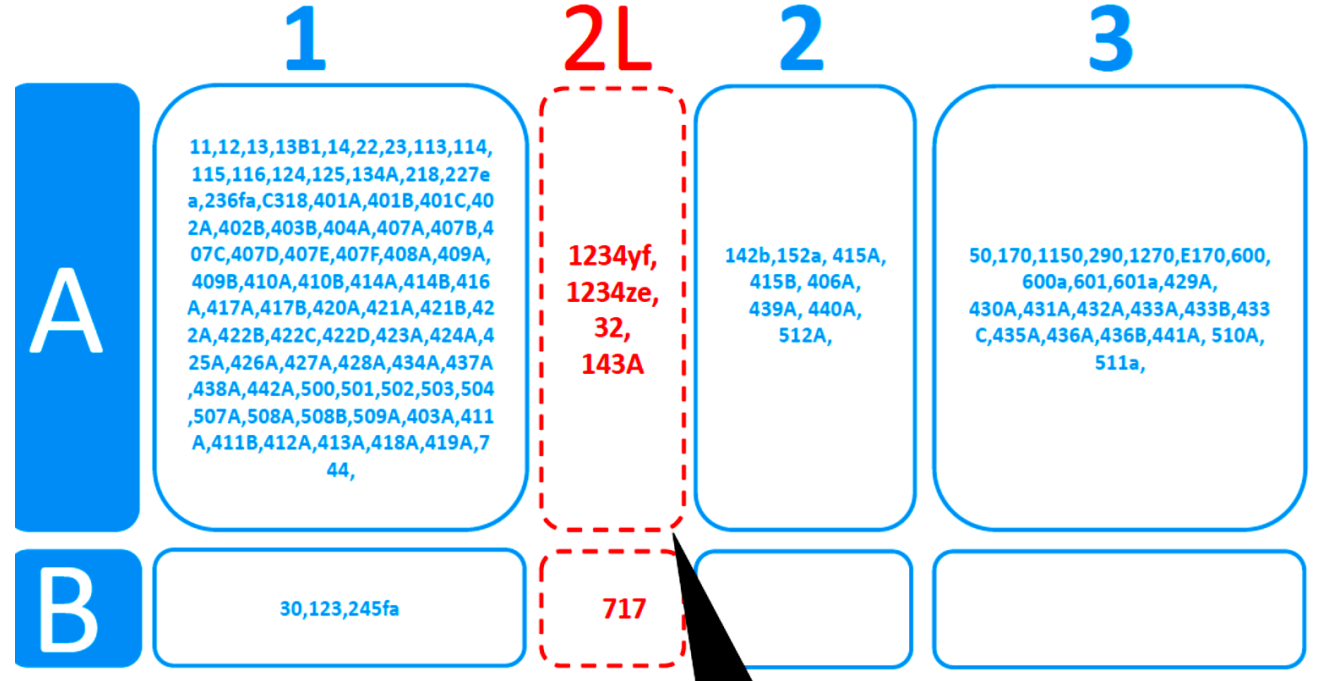 1
2L
2
3
A
11,12,13,13B1,14,22,23,113,114,
115,116,124,125,134A,218,227e
a,236fa,C318,401A,401B,401C,40
2A,402B,403B,404A,407A,407B,4
07C,407D,407E,407F,408A,409A,
409B,410A,410B,414A,414B,416
A,417A,417B,420A,421A,421B,42
2A,422B,422C,422D,423A,424A,4
25A,426A,427A,428A,434A,437A
,438A,442A,500,501,502,503,504
,507A,508A,508B,509A,403A,411
A,411B,412A,413A,418A,419A,7
44,
1234yf,
1234ze,
32,
143A
142b,152a, 415A,
415B, 406A,
439A, 440A,
512A,
50,170,1150,290,1270,E170,600,
600a,601,601a,429A,
430A,431A,432A,433A,433B,433
C,435A,436A,436B,441A, 510A,
511a,
B
30,123,245fa
717